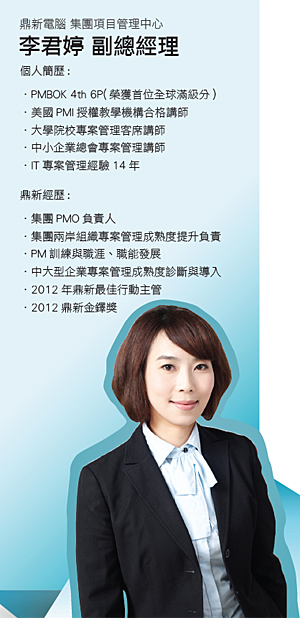 鼎新電腦 集團項目管理中心
李君婷 副總經理
個人簡歷：
・PMBOK 4th 6P( 榮獲首位全球滿級分 )
・美國 PMI 授權教學機構合格講師
・大學院校專案管理客席講師
・中小企業總會專案管理講師
・IT 專案管理經驗 14 年
鼎新經歷：
・集團 PMO 負責人
・集團兩岸組織專案管理成熟度提升負責
・PM 訓練與職涯、職能發展
・中大型企業專案管理成熟度診斷與導入
・2012 年鼎新最佳行動主管
・2012 鼎新金鐸獎